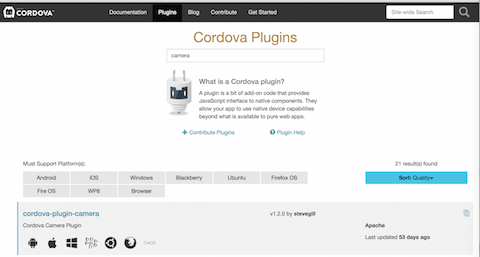 CORDOVA™
Documentation Plugins Blog Contribute Get Started
Site-wide Search
Cordova Plugins
camera
What is a Cordova plugin?
A plugin is a bit of add-on code that provides
JavaScript interface to native components. They
allow your app to use native device capabilities
beyond what is available to pure web apps.
+ Contribute Plugins
Plugin Help
Must Support Platform(s):
21 result(s) found
Android iOS Windows Blackberry Ubuntu Firefox OS
Sort: Quality
Fire OS WP8 Browser
cordova-plugin-camera
v1.2.0 by stevegill
Cordova Camera Plugin
Apache
Last updated 53 days ago